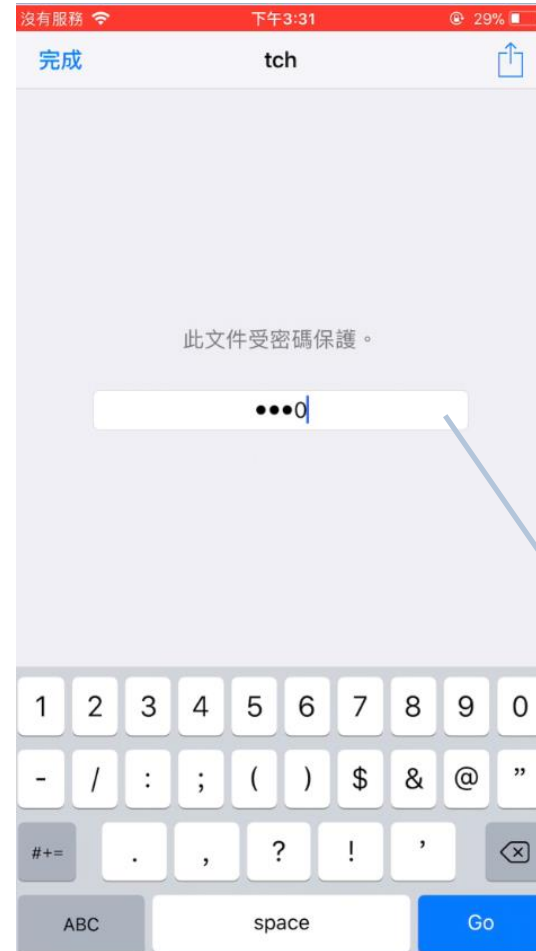 沒有服務 下午3:31 29%
完成 tch
此文件受密碼保護。
•••0
1 2 3 4 5 6 7 8 9 0
- / : ; ( ) $ & @ ”
#+= . , ? ! ’
ABC space Go